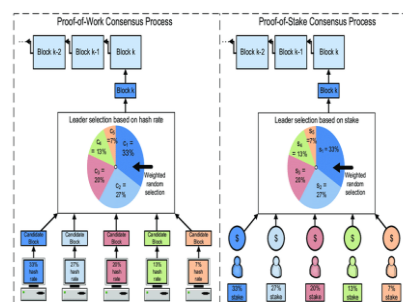 Proof-of-Work Consensus Process
Block k-2
Block k-1
Block k
Block k
Leader selection based on hash rate
c₁ =
33%
c₂ =
27%
c₃ =
20%
c₄
= 13%
c₅
=7%
Weighted
random
selection
Candidate
Block
Candidate
Block
Candidate
Block
Candidate
Block
Candidate
Block
33%
hash
rate
27%
hash
rate
20%
hash
rate
13%
hash
rate
7%
hash
rate
Proof-of-Stake Consensus Process
Block k-2
Block k-1
Block k
Block k
Leader selection based on stake
s₁ = 33%
s₂ =
27%
s₃ =
20%
s₄
= 13%
s₅
=7%
Weighted
random
selection
$
$
$
$
$
33%
stake
27%
stake
20%
stake
13%
stake
7%
stake